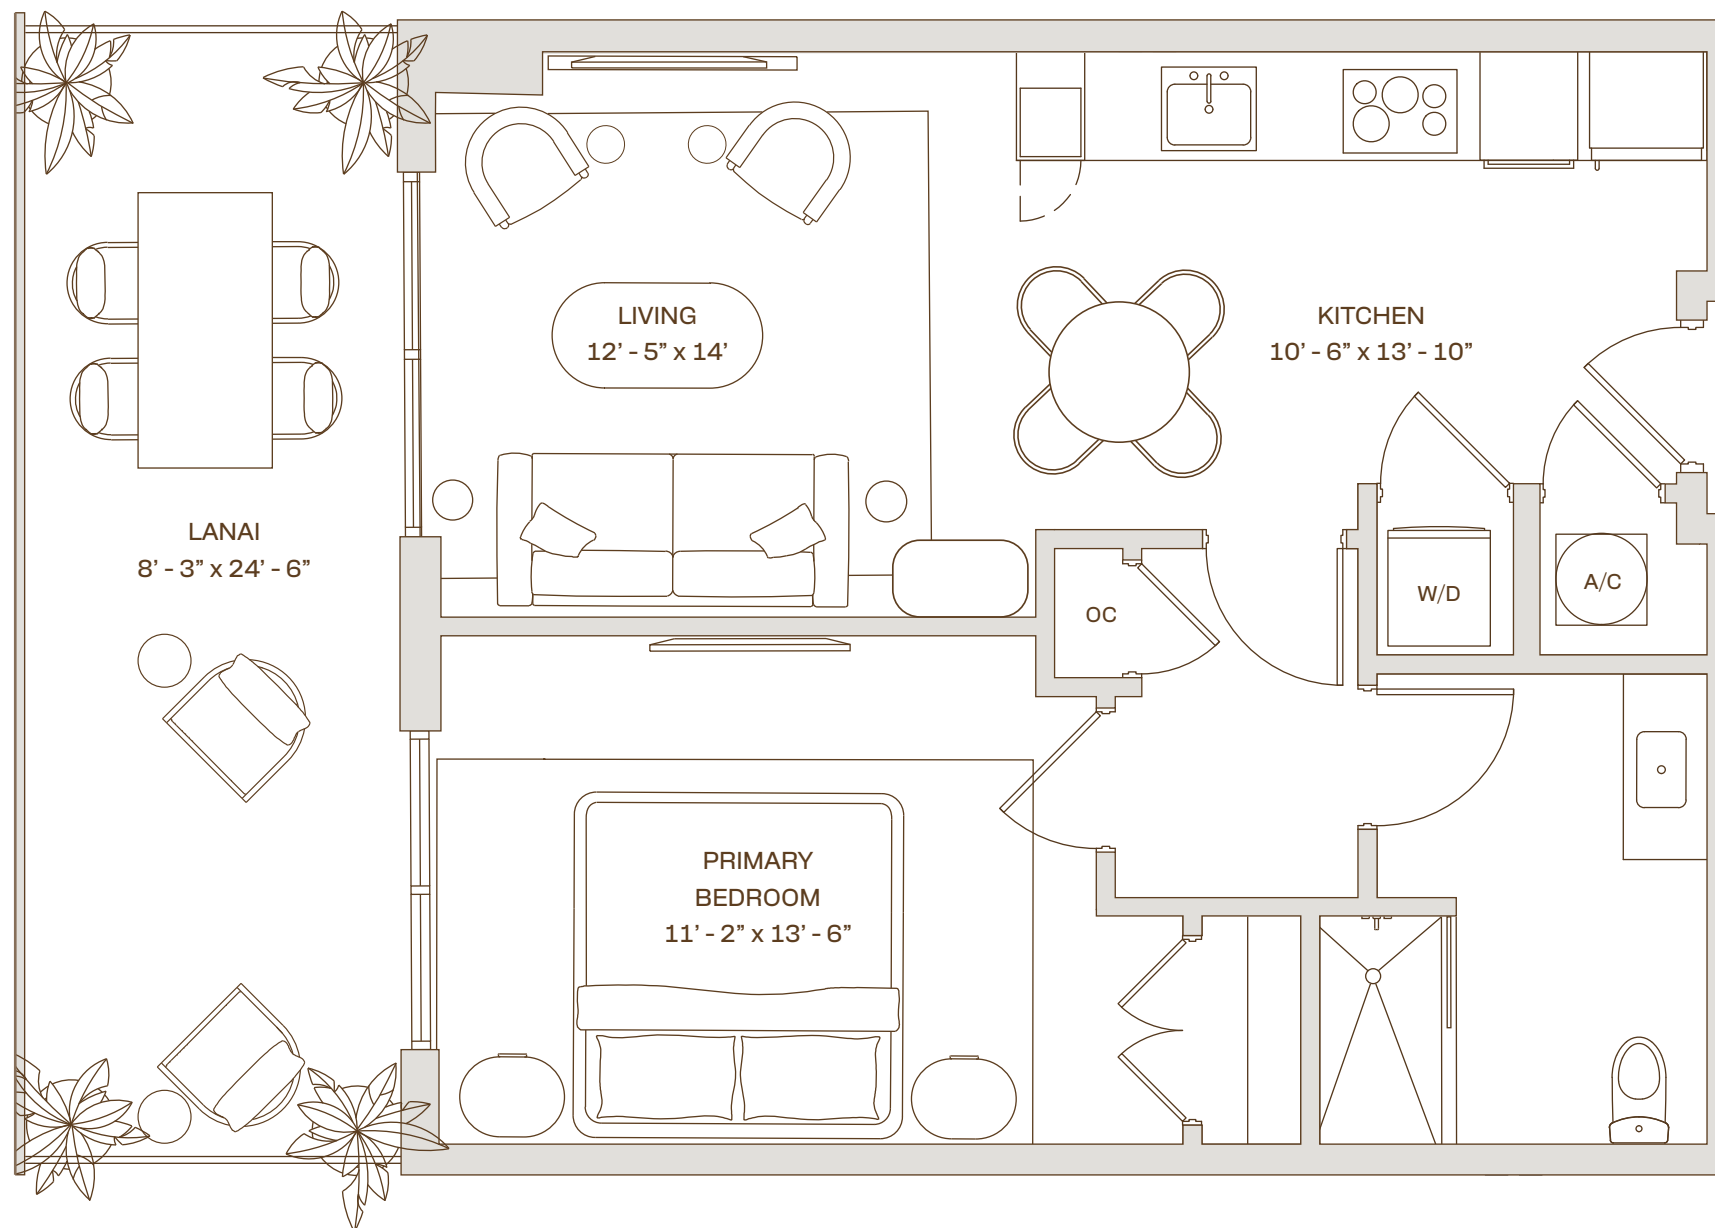 LIVING
12’ - 5” x 14’
KITCHEN
10’ - 6” x 13’ - 10”
LANAI
8’ - 3” x 24’ - 6”
OC
W/D
A/C
PRIMARY
BEDROOM
11’ - 2” x 13’ - 6”